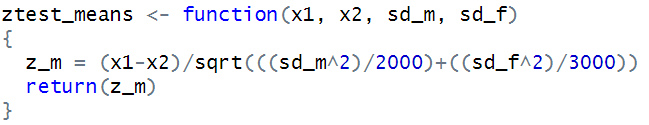 ztest_means <- function(x1, x2, sd_m, sd_f)
{
  z_m = (x1-x2)/sqrt(((sd_m^2)/2000)+((sd_f^2)/3000))
  return(z_m)
}